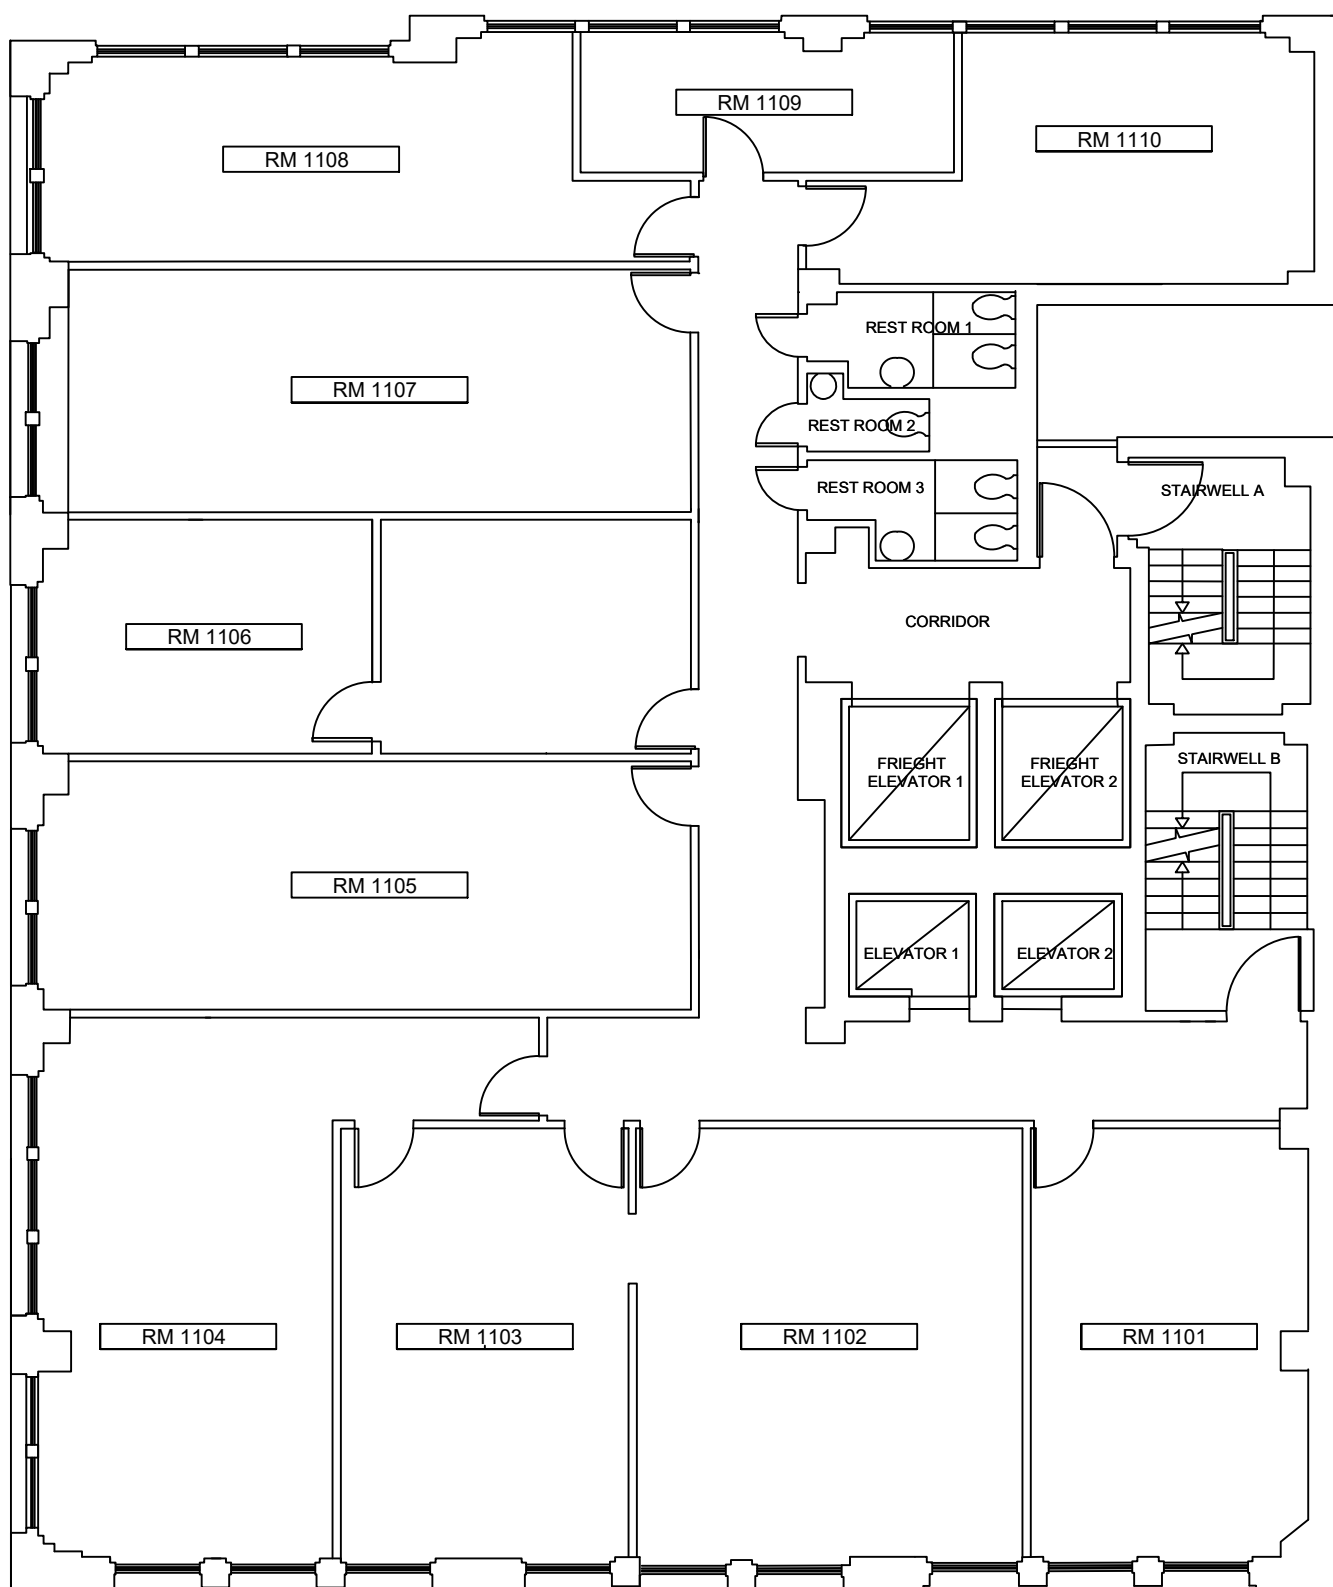 RM 1109
RM 1110
RM 1108
REST ROOM 1
RM 1107
REST ROOM 2
REST ROOM 3
STAIRWELL A
CORRIDOR
RM 1106
STAIRWELL B
FRIEGHT
ELEVATOR 1
FRIEGHT
ELEVATOR 2
RM 1105
ELEVATOR 1
ELEVATOR 2
RM 1104
RM 1103
RM 1102
RM 1101